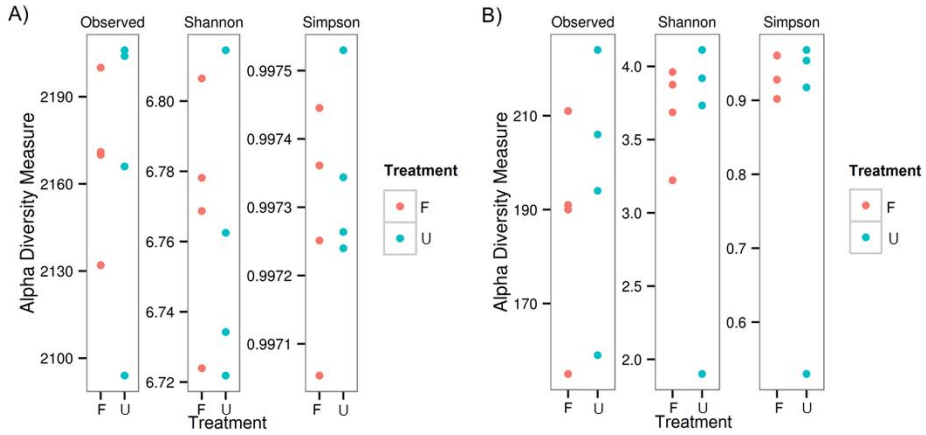 A)
Observed
Shannon
Simpson
Alpha Diversity Measure
2190
2160
2130
2100
6.80
6.78
6.76
6.74
6.72
0.9975
0.9974
0.9973
0.9972
0.9971
F U
F U
F U
Treatment
Treatment
F
U
B)
Observed
Shannon
Simpson
Alpha Diversity Measure
210
190
170
4.0
3.5
3.0
2.5
2.0
0.9
0.8
0.7
0.6
F U
F U
F U
Treatment
Treatment
F
U